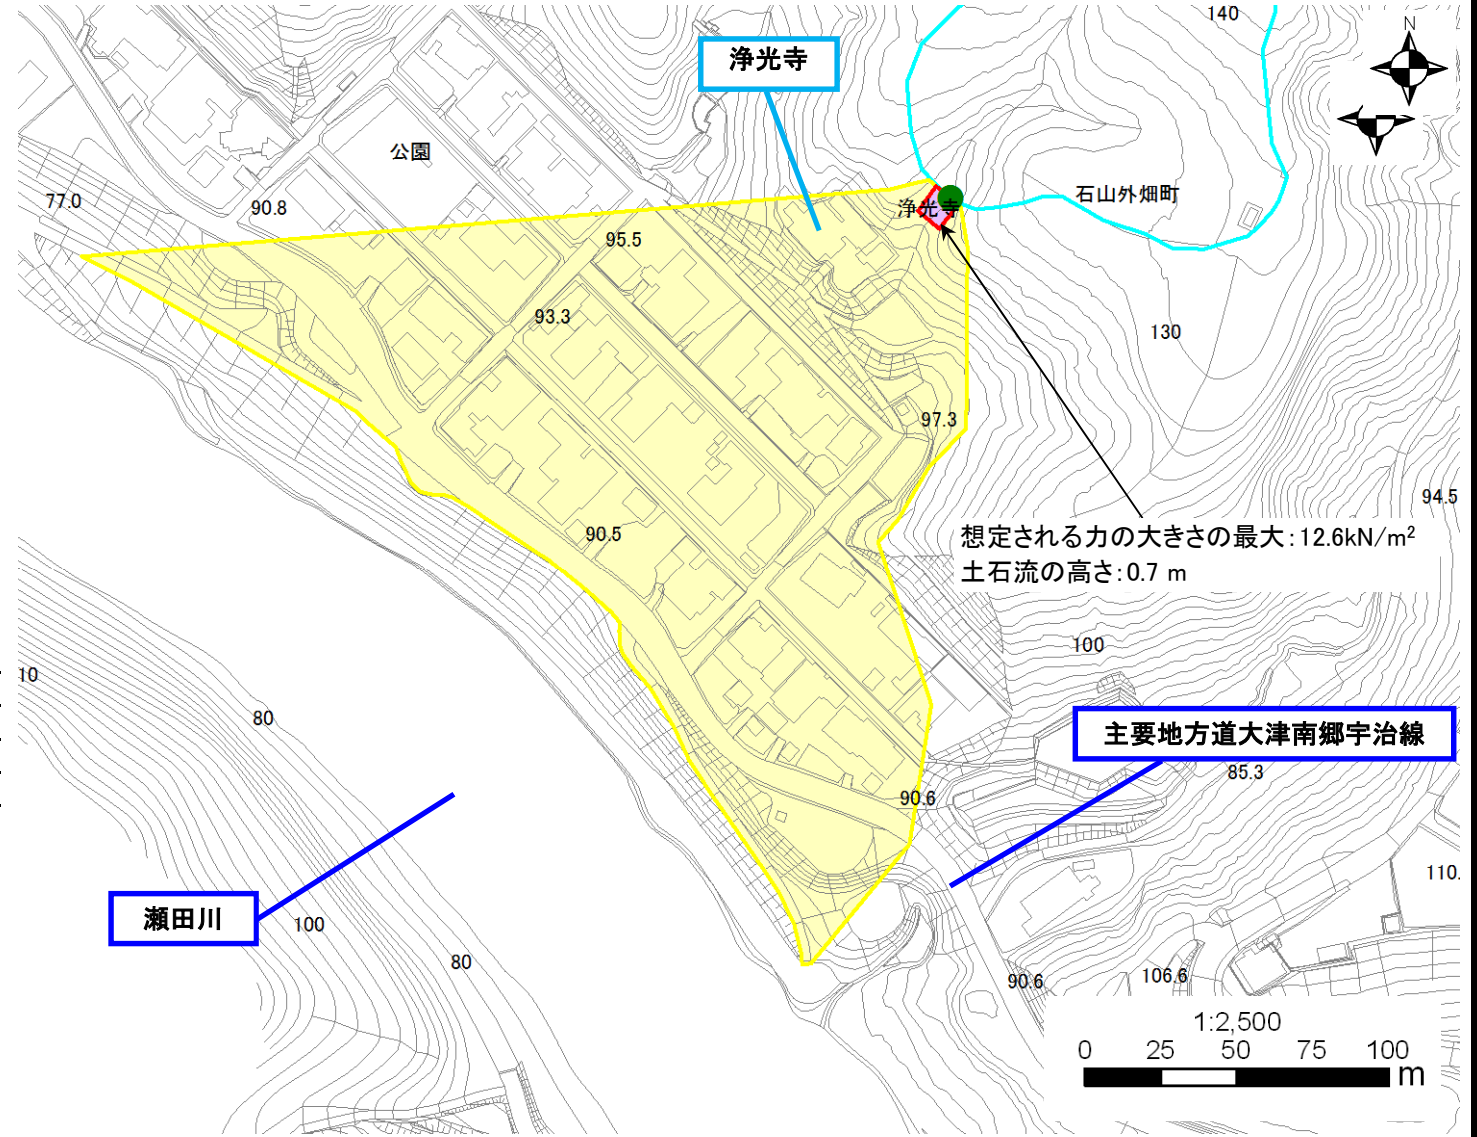 140
N
浄光寺
公園
77.0
90.8
石山外畑町
浄光寺
95.5
93.3
130
97.3
94.5
想定される力の大きさの最大：12.6kN/m²
土石流の高さ：0.7 m
90.5
100
10
80
主要地方道大津南郷宇治線
85.3
90.6
110.
瀬田川
100
80
90.6
106.6
1:2,500
0 25 50 75 100
m